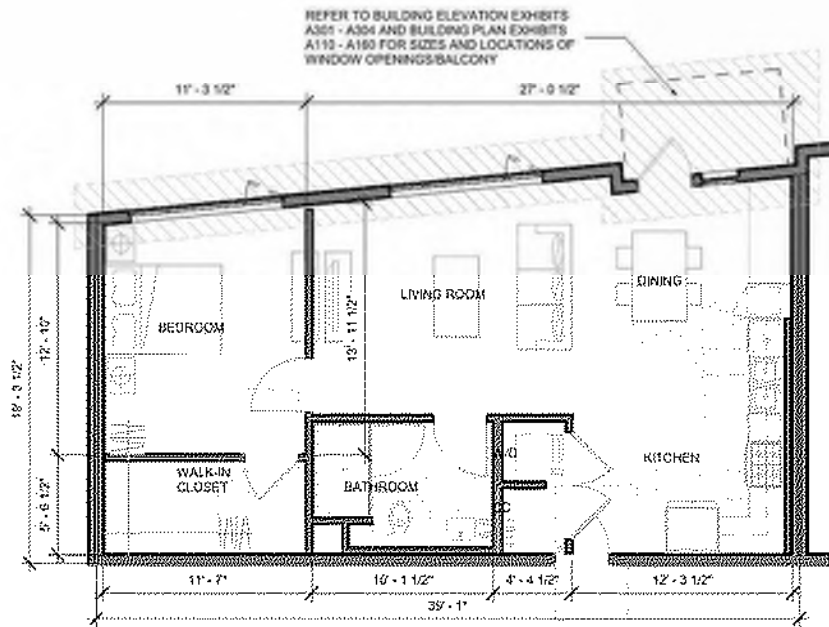 REFER TO BUILDING ELEVATION EXHIBITS
A301 - A304 AND BUILDING PLAN EXHIBITS
A110 - A160 FOR SIZES AND LOCATIONS OF
WINDOW OPENINGS/BALCONY
11' - 3 1/2"
27' - 0 1/2"
LIVING ROOM
DINING
BEDROOM
13' - 11 1/2"
12' - 10"
18' - 3 1/2"
KITCHEN
WALK-IN
CLOSET
BATHROOM
5' - 6 1/2"
11' - 7"
10' - 1 1/2"
4' - 4 1/2"
12' - 3 1/2"
39' - 1"